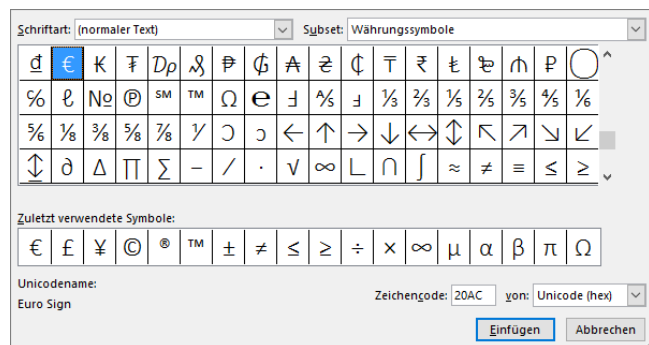 Schriftart: (normaler Text) Subset: Währungssymbole
₫ € ₭ ₮ ₯ ₰ ₱ ₲ ₳ ₴ ₵ ₸ ₹ ₺ ₻ ₼ ₽ ⃝
℅ ℓ № ℗ ℠ ™ Ω ℮ Ⅎ ⅍ ⅎ ⅓ ⅔ ⅕ ⅖ ⅗ ⅘ ⅙
⅚ ⅛ ⅜ ⅝ ⅞ ⅟ Ↄ ↄ ← ↑ → ↓ ↔ ↕ ↖ ↗ ↘ ↙
↨ ∂ ∆ ∏ ∑ − ∕ ∙ √ ∞ ∟ ∩ ∫ ≈ ≠ ≡ ≤ ≥
Zuletzt verwendete Symbole:
€ £ ¥ © ® ™ ± ≠ ≤ ≥ ÷ × ∞ µ α β π Ω
Unicodename:
Euro Sign
Zeichencode: 20AC von: Unicode (hex)
Einfügen Abbrechen